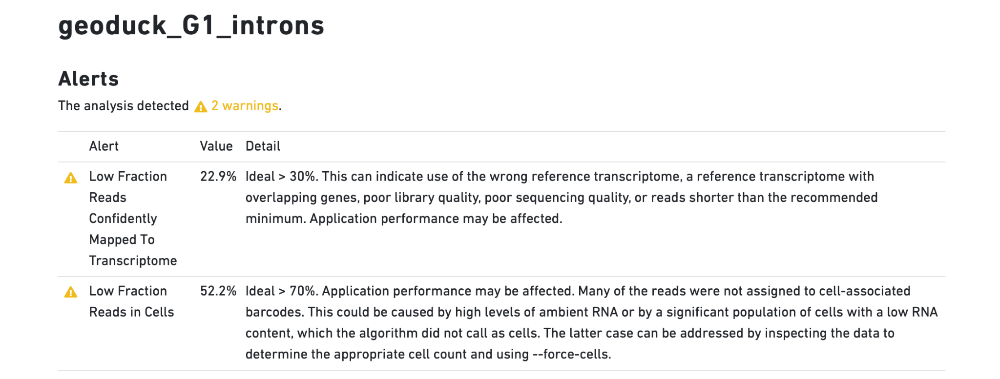 geoduck_G1_introns
Alerts
The analysis detected 2 warnings.
Alert Value Detail
Low Fraction Reads Confidently Mapped To Transcriptome
22.9%
Ideal > 30%. This can indicate use of the wrong reference transcriptome, a reference transcriptome with
overlapping genes, poor library quality, poor sequencing quality, or reads shorter than the recommended
minimum. Application performance may be affected.
Low Fraction
Reads in Cells
52.2%
Ideal > 70%. Application performance may be affected. Many of the reads were not assigned to cell-associated
barcodes. This could be caused by high levels of ambient RNA or by a significant population of cells with a low RNA
content, which the algorithm did not call as cells. The latter case can be addressed by inspecting the data to
determine the appropriate cell count and using --force-cells.